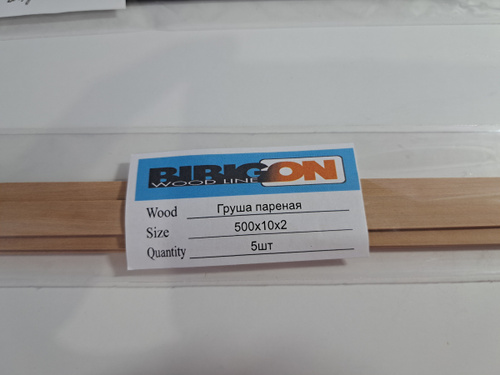 BIRIGON
WOOD LINE
Wood Груша пареная
Size 500x10x2
Quantity 5шт